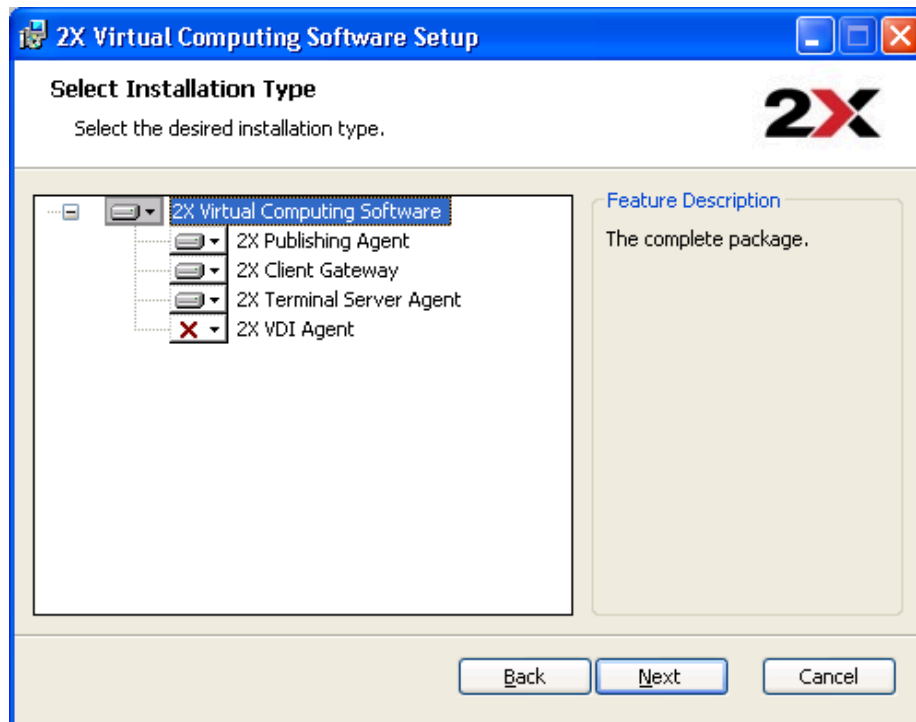 2X Virtual Computing Software Setup
Select Installation Type
Select the desired installation type.
2X
2X Virtual Computing Software
2X Publishing Agent
2X Client Gateway
2X Terminal Server Agent
2X VDI Agent
Feature Description
The complete package.
Back
Next
Cancel